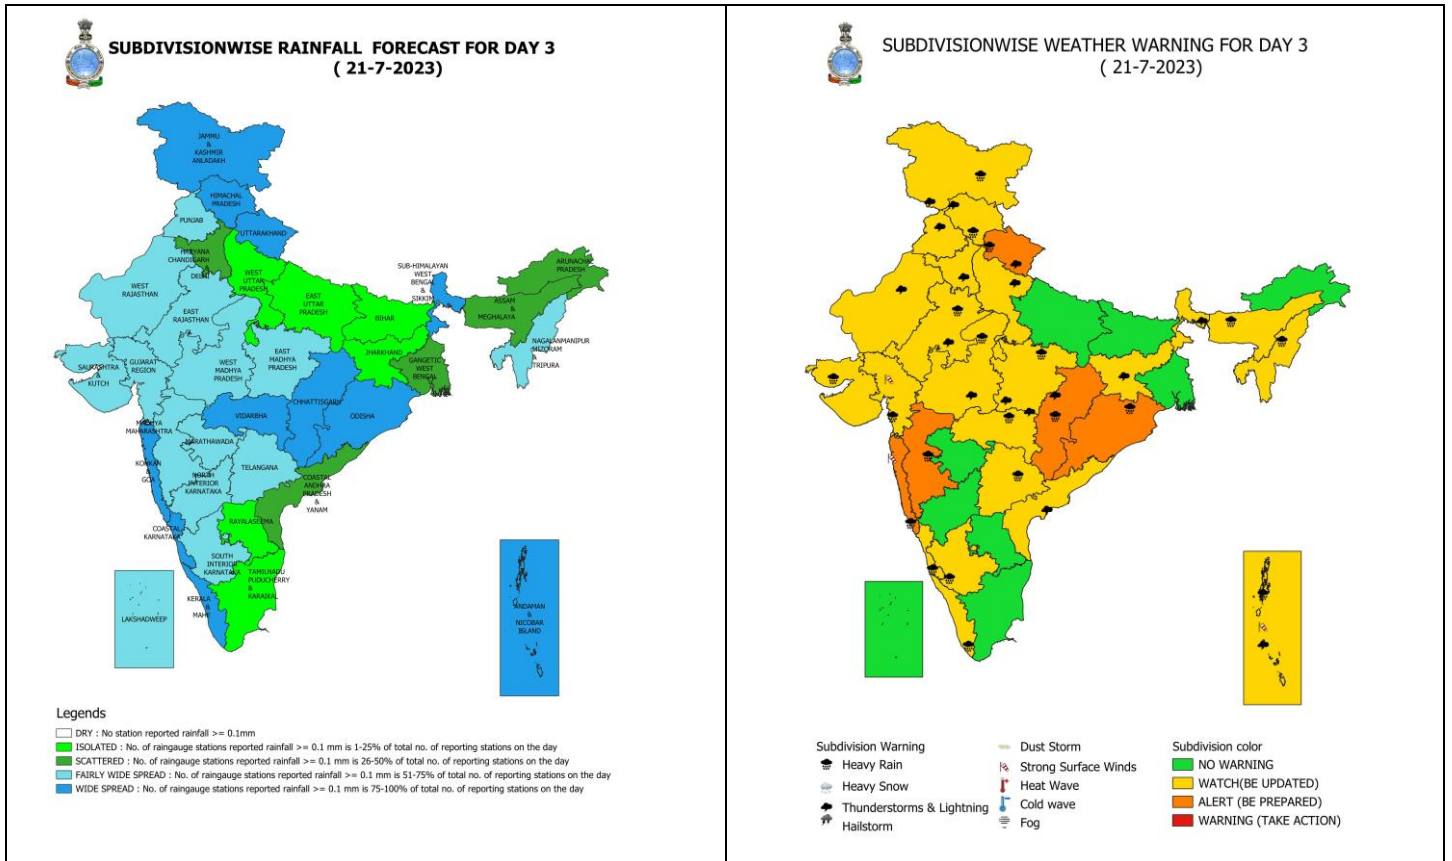 SUBDIVISIONWISE RAINFALL FORECAST FOR DAY 3
( 21-7-2023)
JAMMU
&
KASHMIR
ANLADAKH
HIMACHAL
PRADESH
PUNJAB
UTTARAKHAND
HARYANA
CHANDIGARH
&
DELHI
WEST
UTTAR
PRADESH
SUB-HIMALAYAN
WEST
BENGAL
&
SIKKIM
ARUNACHAL
PRADESH
WEST
RAJASTHAN
EAST
RAJASTHAN
EAST
UTTAR
PRADESH
BIHAR
ASSAM
&
MEGHALAYA
NAGALANMANIPUR
MIZORAM
&
TRIPURA
SAURASHTRA
&
KUTCH
GUJARAT
REGION
WEST
MADHYA
PRADESH
EAST
MADHYA
PRADESH
JHARKHAND
GANGETIC
WEST
BENGAL
CHHATTISGARH
ODISHA
VIDARBHA
MADHYA
MAHARASHTRA
MARATHAWADA
KONKAN
&
GOA
NORTH
INTERIOR
KARNATAKA
TELANGANA
COASTAL
ANDHRA
PRADESH
&
YANAM
COASTAL
KARNATAKA
RAYALASEEMA
SOUTH
INTERIOR
KARNATAKA
TAMILNADU
PUDUCHERRY
&
KARAIKAL
KERALA
&
MAHE
LAKSHADWEEP
ANDAMAN
&
NICOBAR
ISLAND
Legends
DRY : No station reported rainfall >= 0.1mm
ISOLATED : No. of raingauge stations reported rainfall >= 0.1 mm is 1-25% of total no. of reporting stations on the day
SCATTERED : No. of raingauge stations reported rainfall >= 0.1 mm is 26-50% of total no. of reporting stations on the day
FAIRLY WIDE SPREAD : No. of raingauge stations reported rainfall >= 0.1 mm is 51-75% of total no. of reporting stations on the day
WIDE SPREAD : No. of raingauge stations reported rainfall >= 0.1 mm is 75-100% of total no. of reporting stations on the day
SUBDIVISIONWISE WEATHER WARNING FOR DAY 3
( 21-7-2023)
Subdivision Warning
Heavy Rain
Heavy Snow
Thunderstorms & Lightning
Hailstorm
Dust Storm
Strong Surface Winds
Heat Wave
Cold wave
Fog
Subdivision color
NO WARNING
WATCH(BE UPDATED)
ALERT (BE PREPARED)
WARNING (TAKE ACTION)